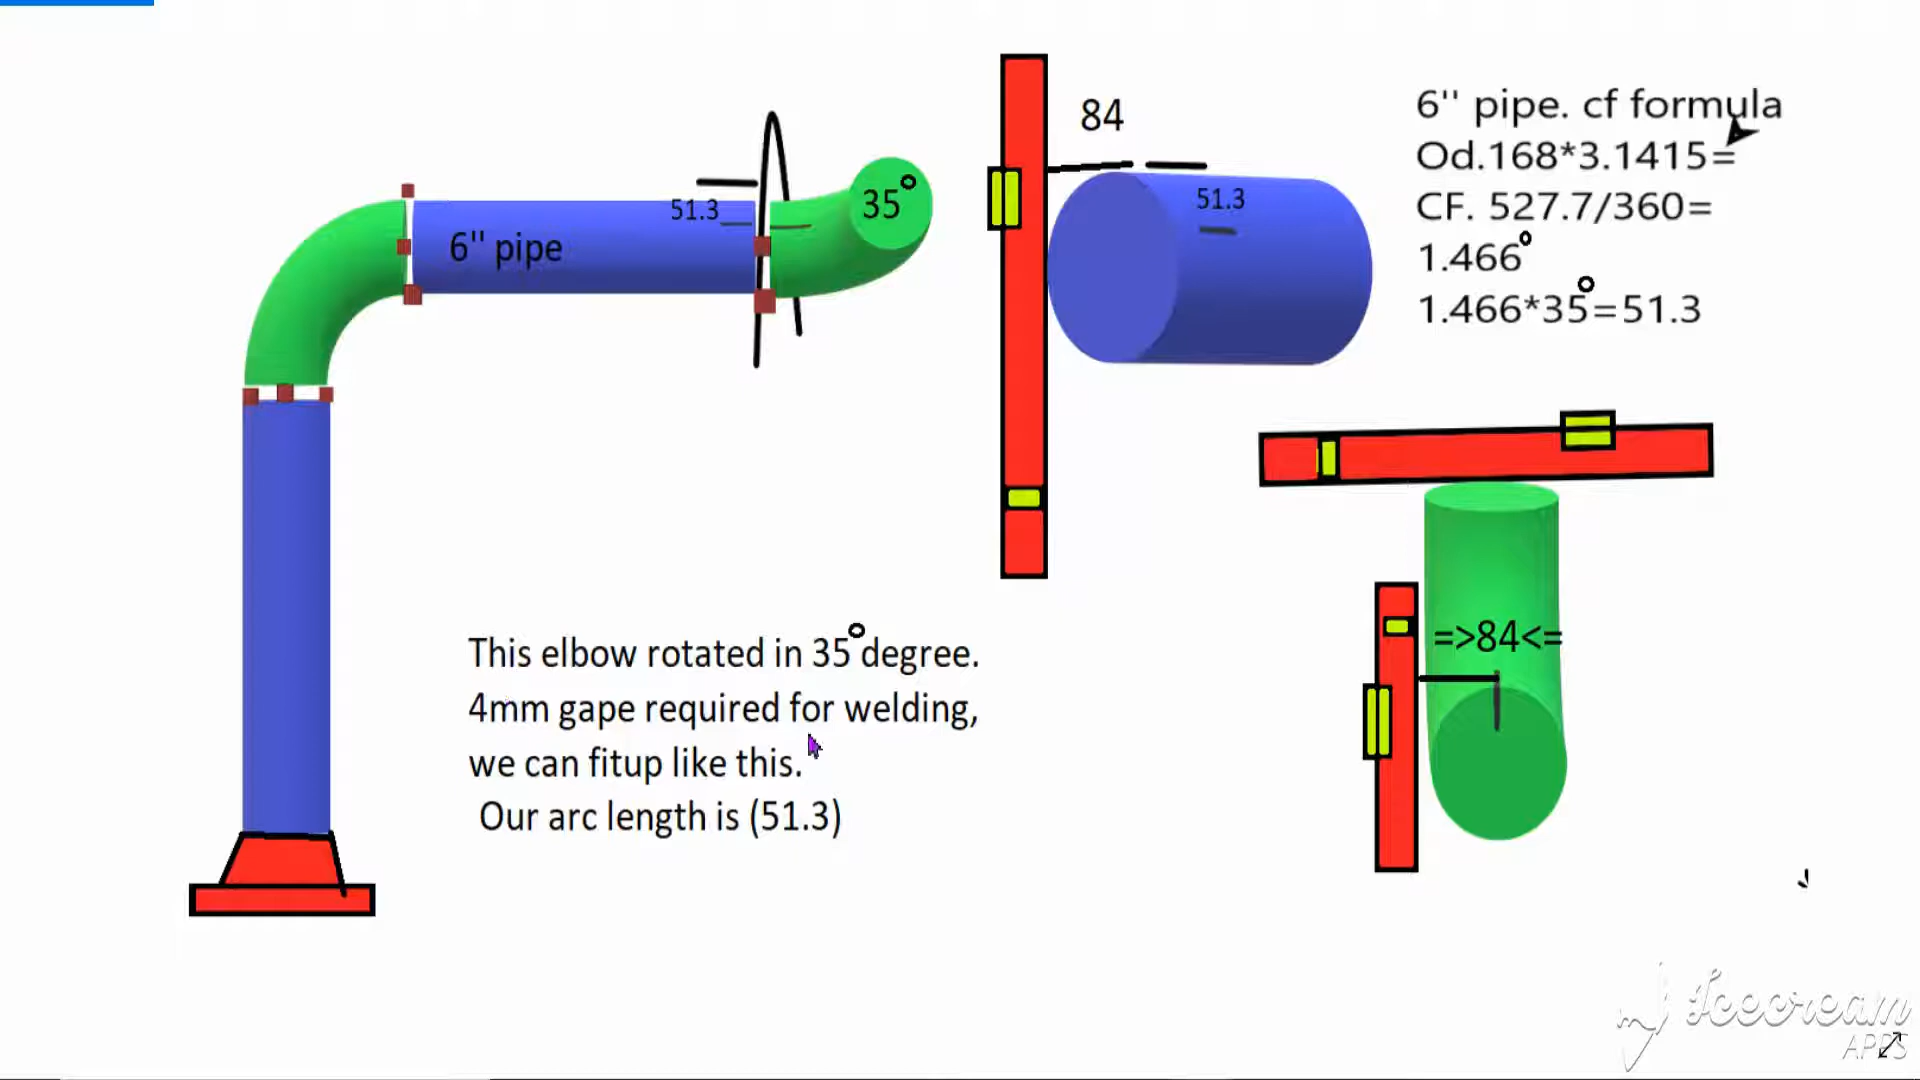 84
6'' pipe. cf formula
Od.168*3.1415=
CF. 527.7/360=
1.466°
1.466*35°=51.3
35°
51.3
6'' pipe
51.3
=>84<=
This elbow rotated in 35° degree.
4mm gape required for welding,
we can fitup like this.
Our arc length is (51.3)
Icecream
APPS